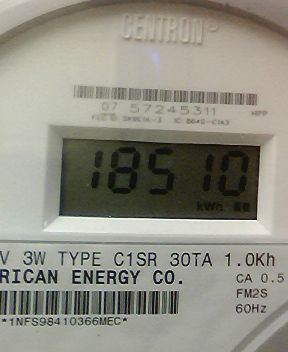 CENTRON®
07 57245311 HPP
18510
kWh
V 3W TYPE C1SR 30TA 1.0Kh
RICAN ENERGY CO.
CA 0.5
FM2S
60Hz
*1NFS98410366MEC*